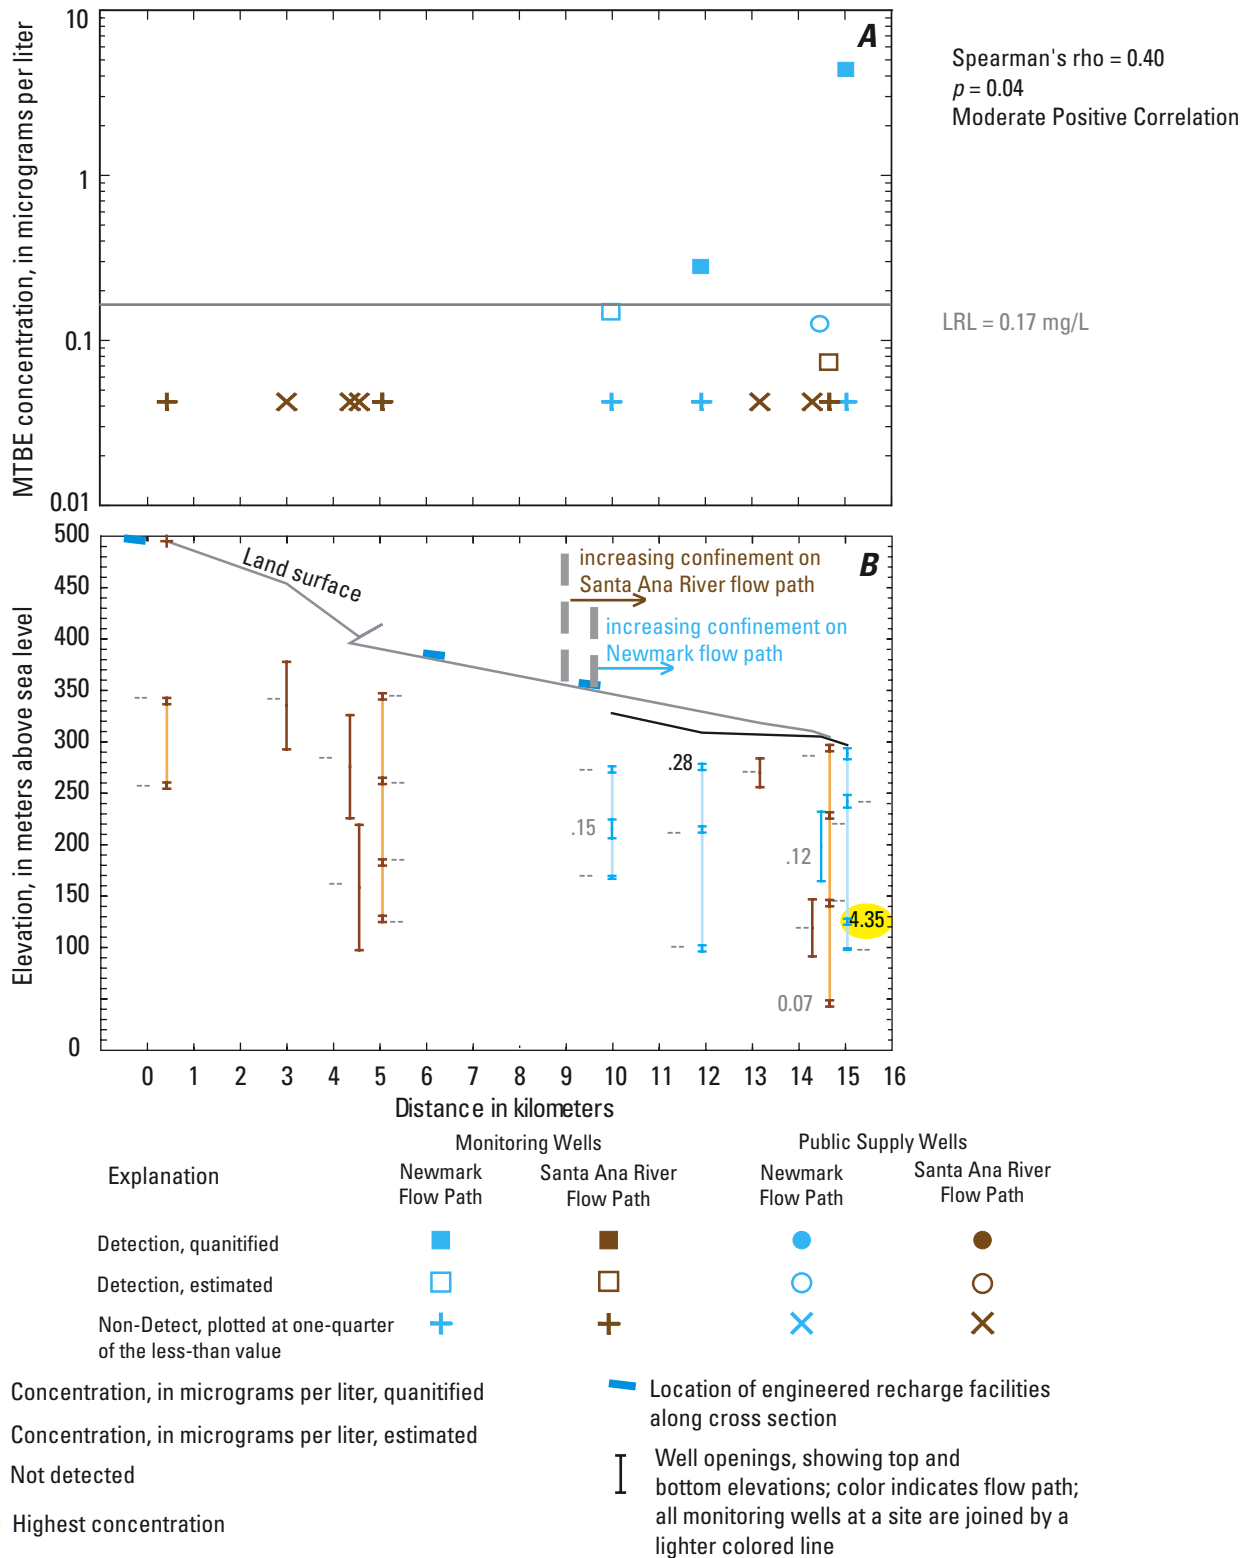 MTBE concentration, in micrograms per liter
10
1
0.1
0.01
A
Spearman's rho = 0.40
p = 0.04
Moderate Positive Correlation
LRL = 0.17 mg/L
Elevation, in meters above sea level
500
450
400
350
300
250
200
150
100
0
B
Land surface
increasing confinement on
Santa Ana River flow path
increasing confinement on
Newmark flow path
--
--
--
--
--
--
--
--
--
--
.15
--
.28
--
--
--
--
--
.12
--
--
--
4.35
--
--
0.07
0 1 2 3 4 5 6 7 8 9 10 11 12 13 14 15 16
Distance in kilometers
Explanation
Monitoring Wells
Public Supply Wells
Newmark
Flow Path
Santa Ana River
Flow Path
Newmark
Flow Path
Santa Ana River
Flow Path
Detection, quanitified
Detection, estimated
Non-Detect, plotted at one-quarter
of the less-than value
Concentration, in micrograms per liter, quanitified
Concentration, in micrograms per liter, estimated
Not detected
Highest concentration
Location of engineered recharge facilities
along cross section
Well openings, showing top and
bottom elevations; color indicates flow path;
all monitoring wells at a site are joined by a
lighter colored line